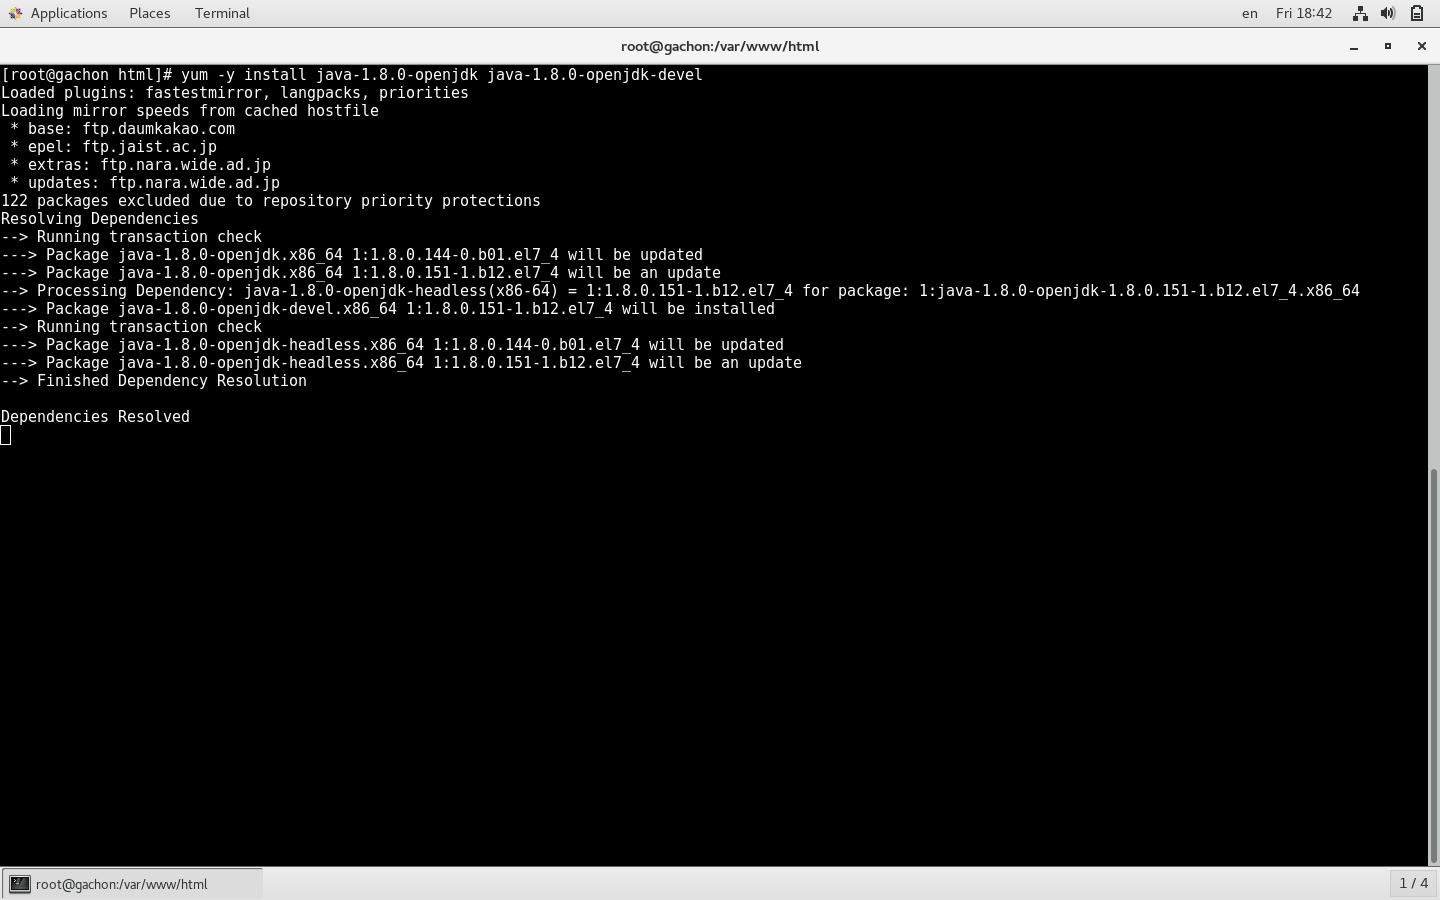 Applications Places Terminal en Fri 18:42
root@gachon:/var/www/html
[root@gachon html]# yum -y install java-1.8.0-openjdk java-1.8.0-openjdk-devel
Loaded plugins: fastestmirror, langpacks, priorities
Loading mirror speeds from cached hostfile
 * base: ftp.daumkakao.com
 * epel: ftp.jaist.ac.jp
 * extras: ftp.nara.wide.ad.jp
 * updates: ftp.nara.wide.ad.jp
122 packages excluded due to repository priority protections
Resolving Dependencies
--> Running transaction check
---> Package java-1.8.0-openjdk.x86_64 1:1.8.0.144-0.b01.el7_4 will be updated
---> Package java-1.8.0-openjdk.x86_64 1:1.8.0.151-1.b12.el7_4 will be an update
--> Processing Dependency: java-1.8.0-openjdk-headless(x86-64) = 1:1.8.0.151-1.b12.el7_4 for package: 1:java-1.8.0-openjdk-1.8.0.151-1.b12.el7_4.x86_64
---> Package java-1.8.0-openjdk-devel.x86_64 1:1.8.0.151-1.b12.el7_4 will be installed
--> Running transaction check
---> Package java-1.8.0-openjdk-headless.x86_64 1:1.8.0.144-0.b01.el7_4 will be updated
---> Package java-1.8.0-openjdk-headless.x86_64 1:1.8.0.151-1.b12.el7_4 will be an update
--> Finished Dependency Resolution

Dependencies Resolved
root@gachon:/var/www/html 1 / 4